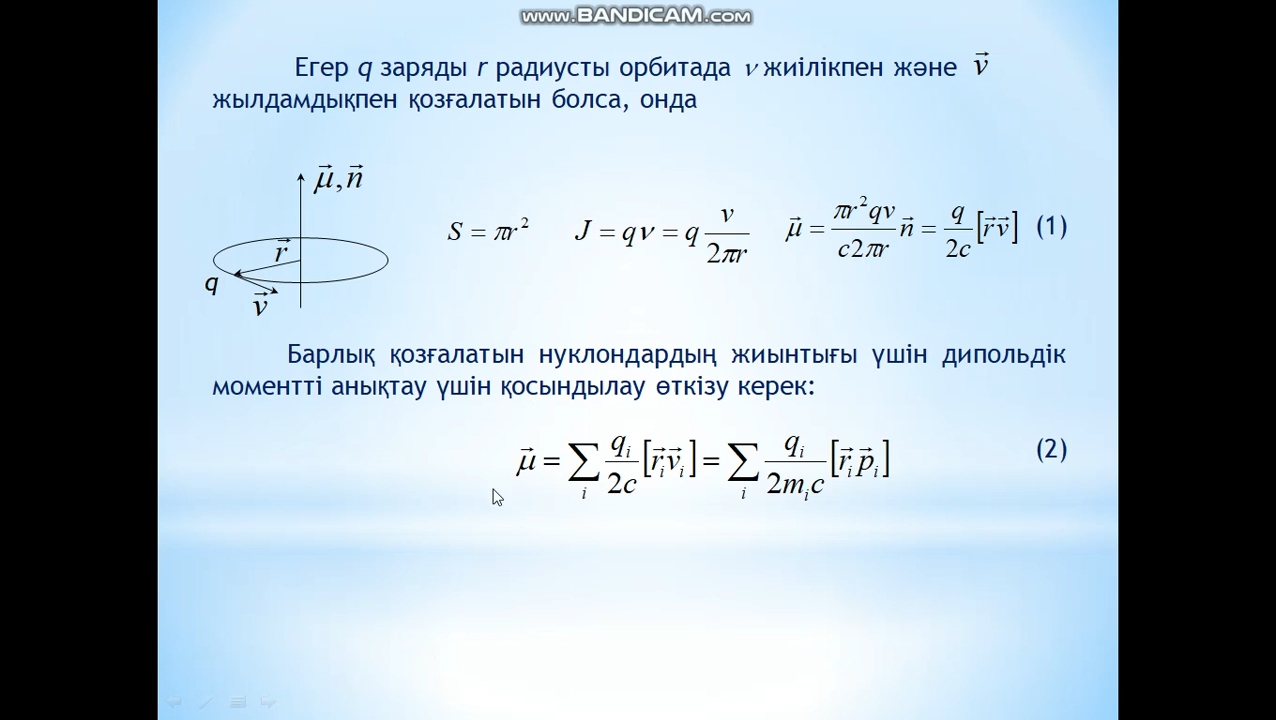 www.BANDICAM.com
Егер q заряды r радиусты орбитада ν жиілікпен және v⃗
жылдамдықпен қозғалатын болса, онда
μ⃗, n⃗
r⃗
q
v⃗
S = πr² J = qν = q v/2πr μ⃗ = πr²qv/c2πr n⃗ = q/2c [r⃗v⃗] (1)
Барлық қозғалатын нуклондардың жиынтығы үшін дипольдік
моментті анықтау үшін қосындылау өткізу керек:
μ⃗ = ∑ᵢ qᵢ/2c [r⃗ᵢv⃗ᵢ] = ∑ᵢ qᵢ/2mᵢc [r⃗ᵢp⃗ᵢ] (2)